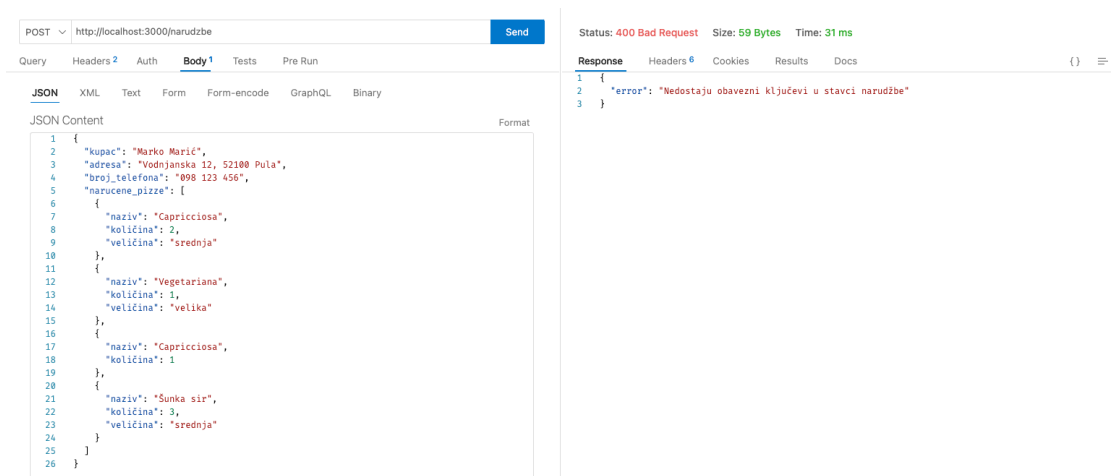 POST http://localhost:3000/narudzbe Send
Query Headers 2 Auth Body 1 Tests Pre Run
JSON XML Text Form Form-encode GraphQL Binary
JSON Content Format
1 {
2 "kupac": "Marko Marić",
3 "adresa": "Vodnjanska 12, 52100 Pula",
4 "broj_telefona": "098 123 456",
5 "narucene_pizze": [
6 {
7 "naziv": "Capricciosa",
8 "količina": 2,
9 "veličina": "srednja"
10 },
11 {
12 "naziv": "Vegetariana",
13 "količina": 1,
14 "veličina": "velika"
15 },
16 {
17 "naziv": "Capricciosa",
18 "količina": 1
19 },
20 {
21 "naziv": "Šunka sir",
22 "količina": 3,
23 "veličina": "srednja"
24 }
25 ]
26 }
Status: 400 Bad Request Size: 59 Bytes Time: 31 ms
Response Headers 6 Cookies Results Docs {}
1 {
2 "error": "Nedostaju obavezni ključevi u stavci narudžbe"
3 }